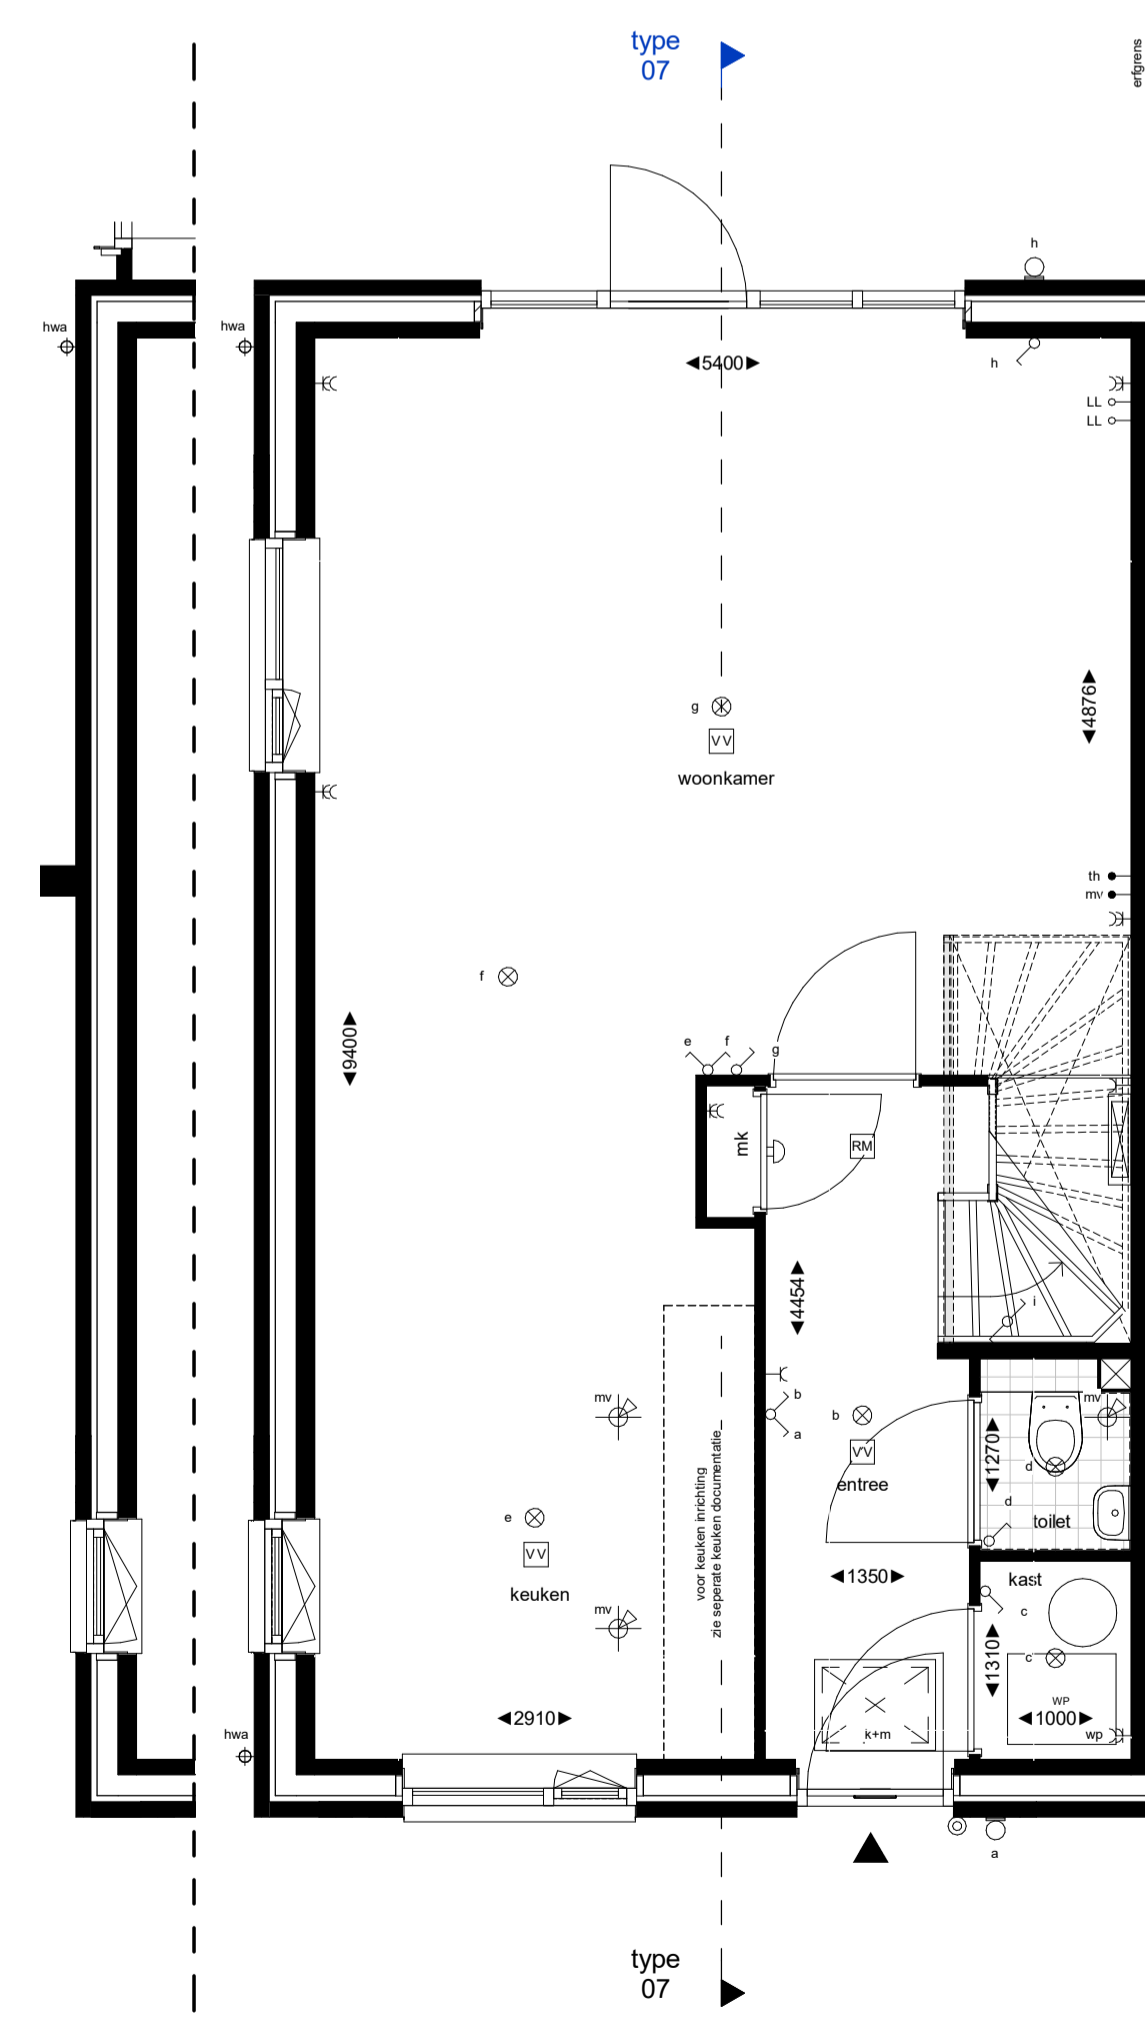 type
07
erfgrens
h
hwa
hwa
5400
h
LL
LL
4876
g
VV
woonkamer
th
mv
f
9400
e
f
g
mk
RM
4454
i
mv
b
a
b
VV
entree
1270
mv
d
d
toilet
voor keuken inrichting
zie seperate keuken documentatie
e
VV
keuken
mv
1350
kast
c
c
1310
WP
1000
wp
k+m
2910
hwa
a
type
07